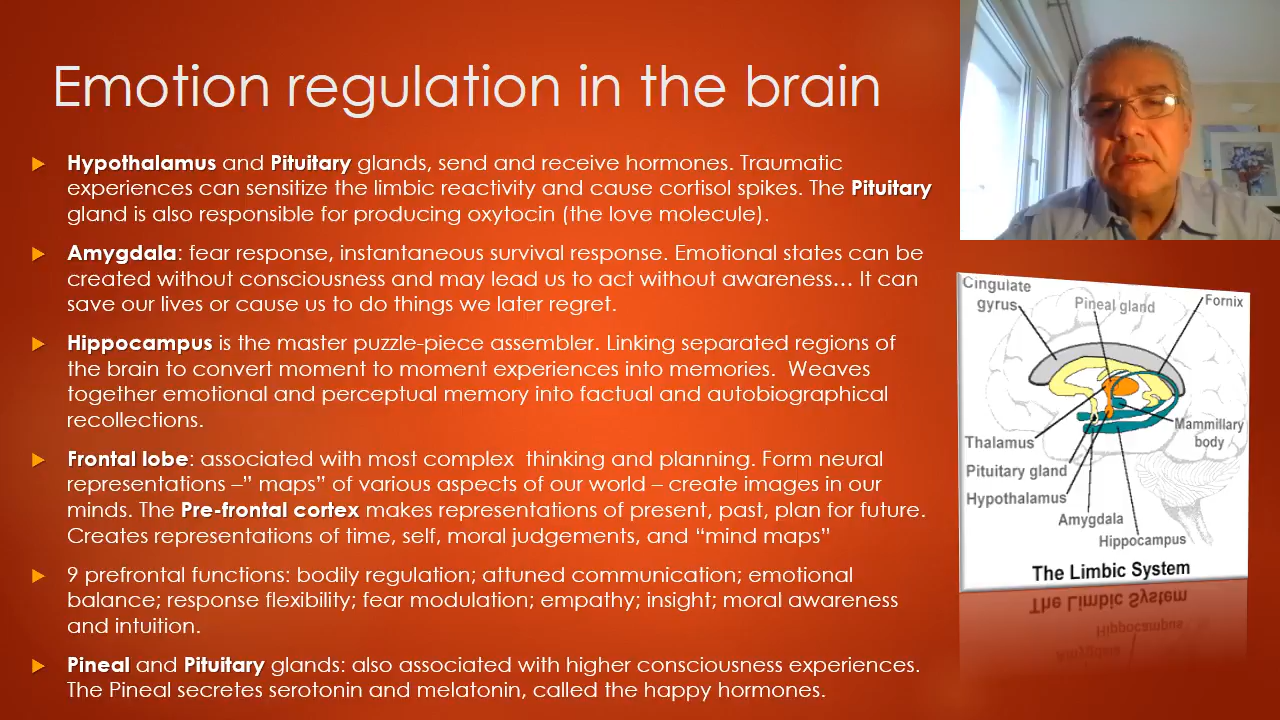 Emotion regulation in the brain
Hypothalamus and Pituitary glands, send and receive hormones. Traumatic
experiences can sensitize the limbic reactivity and cause cortisol spikes. The Pituitary
gland is also responsible for producing oxytocin (the love molecule).
Amygdala: fear response, instantaneous survival response. Emotional states can be
created without consciousness and may lead us to act without awareness... It can
save our lives or cause us to do things we later regret.
Hippocampus is the master puzzle-piece assembler. Linking separated regions of
the brain to convert moment to moment experiences into memories.  Weaves
together emotional and perceptual memory into factual and autobiographical
recollections.
Frontal lobe: associated with most complex  thinking and planning. Form neural
representations –” maps” of various aspects of our world – create images in our
minds. The Pre-frontal cortex makes representations of present, past, plan for future.
Creates representations of time, self, moral judgements, and “mind maps”
9 prefrontal functions: bodily regulation; attuned communication; emotional
balance; response flexibility; fear modulation; empathy; insight; moral awareness
and intuition.
Pineal and Pituitary glands: also associated with higher consciousness experiences.
The Pineal secretes serotonin and melatonin, called the happy hormones.
Cingulate
gyrus
Pineal gland
Fornix
Thalamus
Mammillary
body
Pituitary gland
Hypothalamus
Amygdala
Hippocampus
The Limbic System